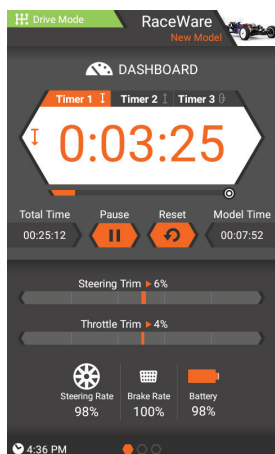 Drive Mode RaceWare
New Model
DASHBOARD
Timer 1 Timer 2 Timer 3
0:03:25
Total Time Pause Reset Model Time
00:25:12 00:07:52
Steering Trim 6%
Throttle Trim 4%
Steering Rate Brake Rate Battery
98% 100% 98%
4:36 PM